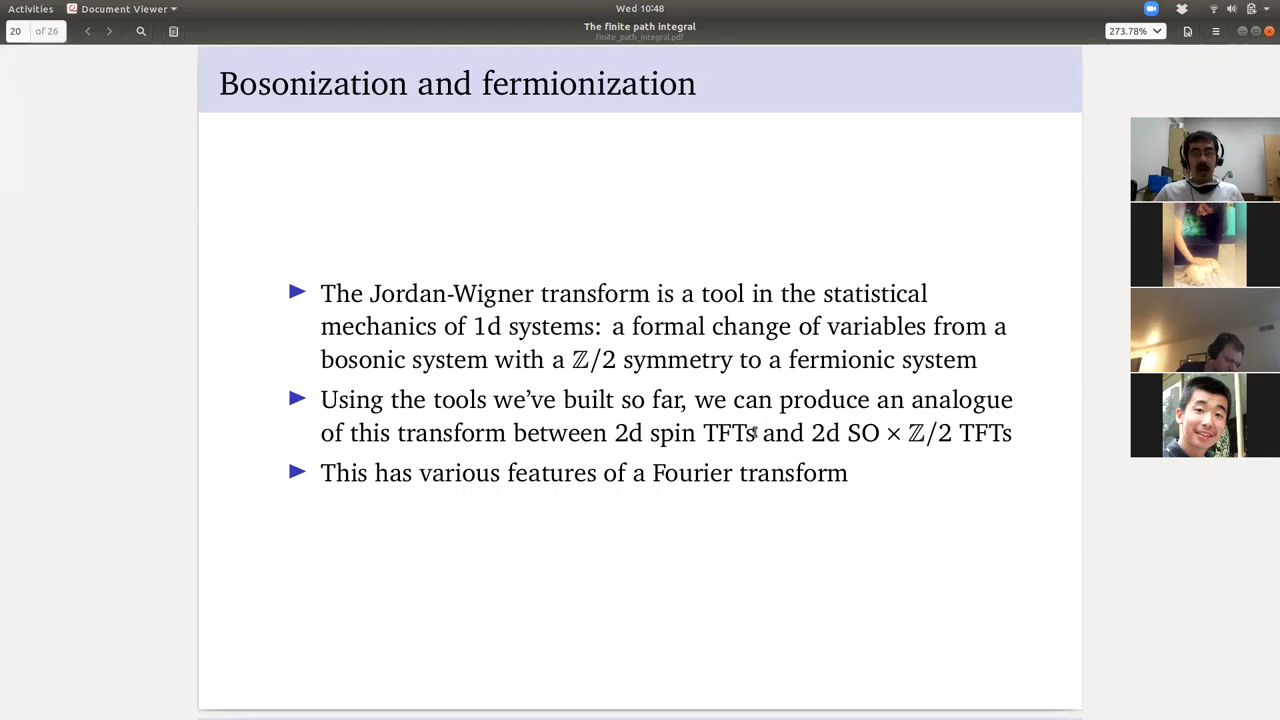 Activities
Document Viewer
Wed 10:48
20 of 26
The finite path integral
finite_path_integral.pdf
273.78%
Bosonization and fermionization
▶ The Jordan-Wigner transform is a tool in the statistical
mechanics of 1d systems: a formal change of variables from a
bosonic system with a ℤ/2 symmetry to a fermionic system
▶ Using the tools we’ve built so far, we can produce an analogue
of this transform between 2d spin TFTs and 2d SO × ℤ/2 TFTs
▶ This has various features of a Fourier transform